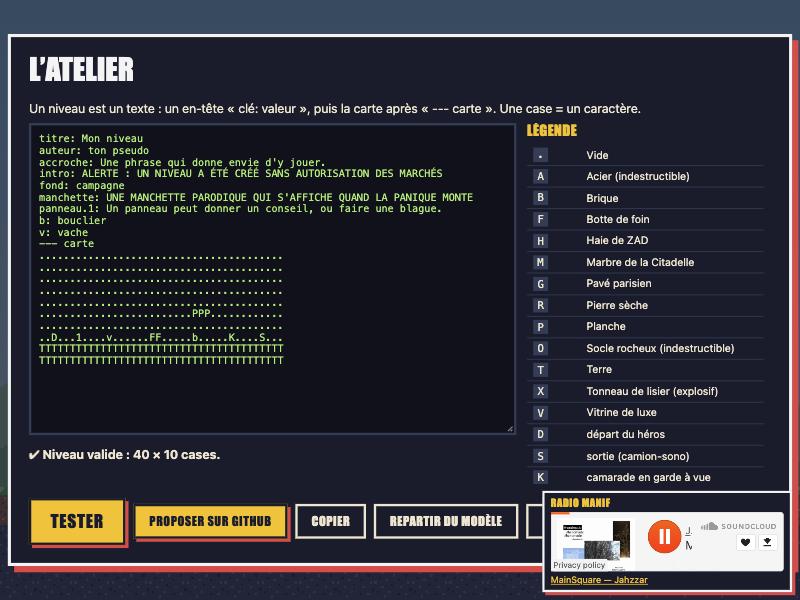 L'ATELIER
Un niveau est un texte : un en-tête « clé: valeur », puis la carte après « --- carte ». Une case = un caractère.
titre: Mon niveau
auteur: ton pseudo
accroche: Une phrase qui donne envie d'y jouer.
intro: ALERTE : UN NIVEAU A ÉTÉ CRÉÉ SANS AUTORISATION DES MARCHÉS
fond: campagne
manchette: UNE MANCHETTE PARODIQUE QUI S'AFFICHE QUAND LA PANIQUE MONTE
panneau.1: Un panneau peut donner un conseil, ou faire une blague.
b: bouclier
v: vache
--- carte
........................................
........................................
........................................
........................................
........................................
.........................PPP............
........................................
..D...1....v......FF.....b.....K....S...
TTTTTTTTTTTTTTTTTTTTTTTTTTTTTTTTTTTTTTTT
TTTTTTTTTTTTTTTTTTTTTTTTTTTTTTTTTTTTTTTT
✔ Niveau valide : 40 × 10 cases.
LÉGENDE
. Vide
A Acier (indestructible)
B Brique
F Botte de foin
H Haie de ZAD
M Marbre de la Citadelle
G Pavé parisien
R Pierre sèche
P Planche
O Socle rocheux (indestructible)
T Terre
X Tonneau de lisier (explosif)
V Vitrine de luxe
D départ du héros
S sortie (camion-sono)
K camarade en garde à vue
TESTER
PROPOSER SUR GITHUB
COPIER
REPARTIR DU MODÈLE
RADIO MANIF
SOUNDCLOUD
Privacy policy
MainSquare — Jahzzar